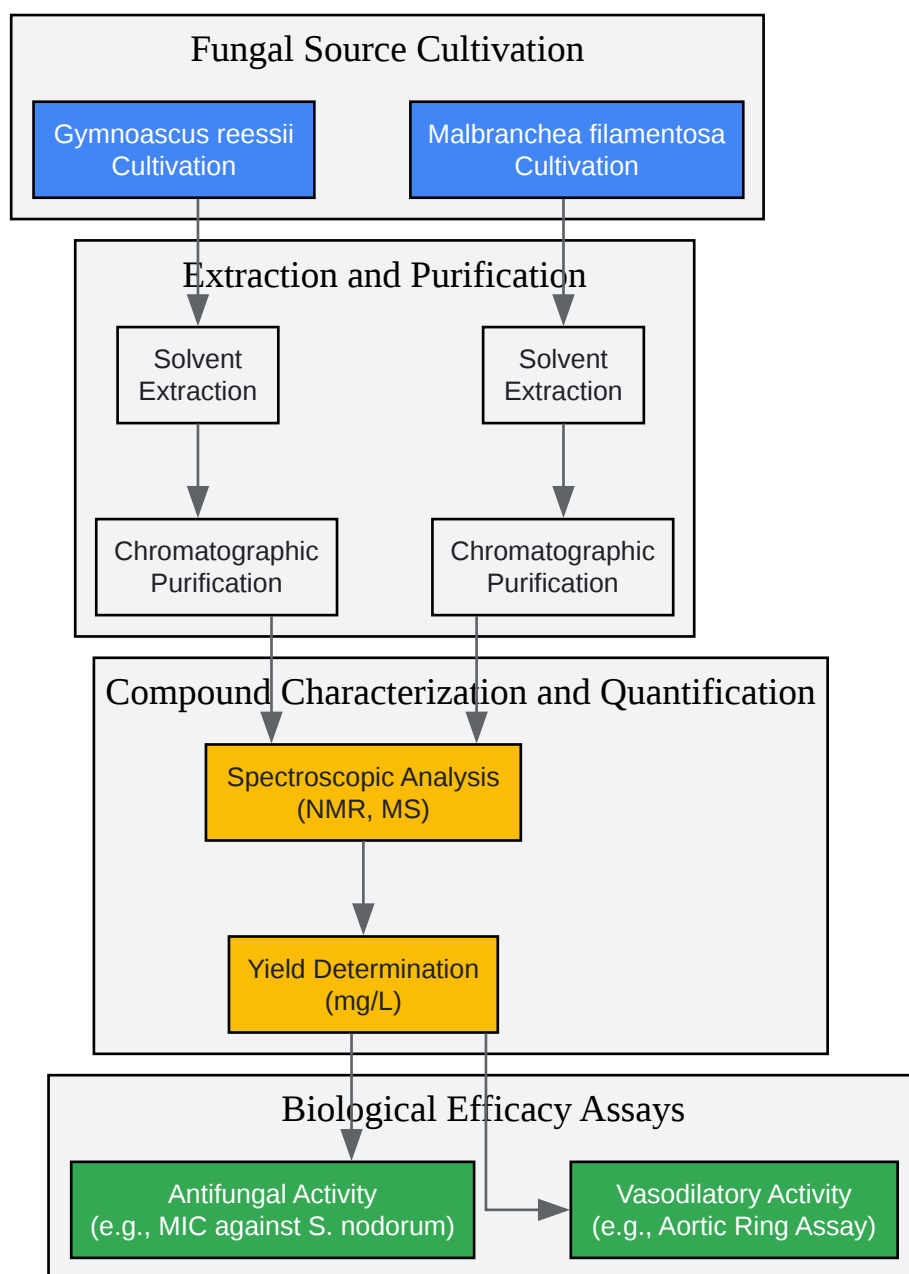 Fungal Source Cultivation
Gymnoascus reessii
Cultivation
Malbranchea filamentosa
Cultivation
Extraction and Purification
Solvent
Extraction
Solvent
Extraction
Chromatographic
Purification
Chromatographic
Purification
Compound Characterization and Quantification
Spectroscopic Analysis
(NMR, MS)
Yield Determination
(mg/L)
Biological Efficacy Assays
Antifungal Activity
(e.g., MIC against S. nodorum)
Vasodilatory Activity
(e.g., Aortic Ring Assay)